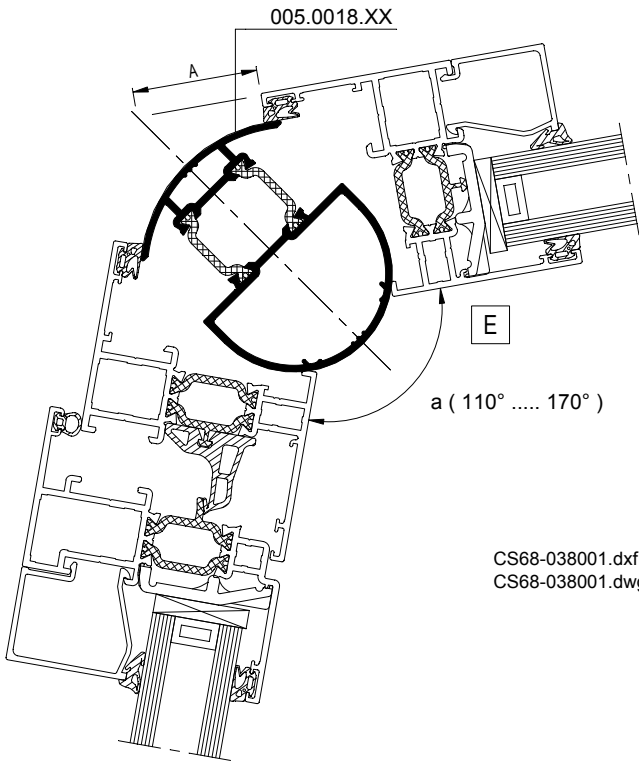 005.0018.XX
A
E
a ( 110° ..... 170° )
CS68-038001.dxf
CS68-038001.dwg